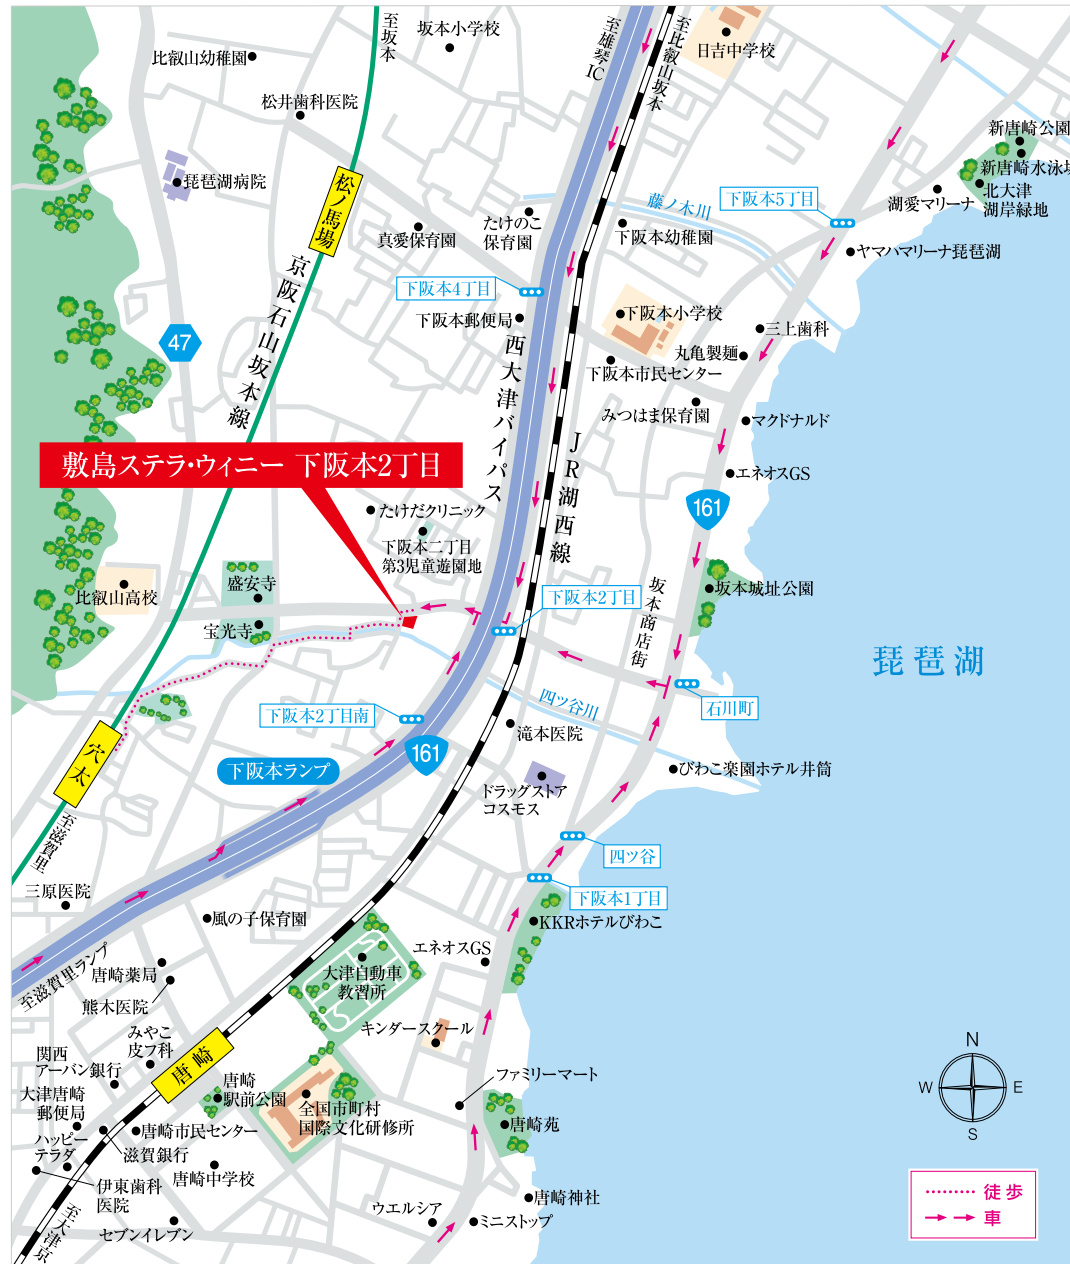 至坂本
坂本小学校
比叡山幼稚園
松井歯科医院
至雄琴IC
至比叡山坂本
日吉中学校
新唐崎公園
新唐崎水泳場
北大津
湖岸緑地
湖愛マリーナ
琵琶湖病院
松ノ馬場
真愛保育園
たけのこ
保育園
藤ノ木川
下阪本幼稚園
下阪本5丁目
ヤマハマリーナ琵琶湖
京阪石山坂本線
下阪本4丁目
下阪本郵便局
下阪本小学校
三上歯科
丸亀製麺
下阪本市民センター
47
西大津バイパス
みつはま保育園
マクドナルド
JR湖西線
敷島ステラ・ウィニー 下阪本2丁目
エネオスGS
161
たけだクリニック
下阪本二丁目
第3児童遊園地
比叡山高校
盛安寺
宝光寺
下阪本2丁目
坂本商店街
坂本城址公園
琵琶湖
四ツ谷川
石川町
下阪本2丁目南
滝本医院
161
穴太
下阪本ランプ
びわこ楽園ホテル井筒
ドラッグストア
コスモス
至滋賀里
四ツ谷
下阪本1丁目
三原医院
風の子保育園
KKRホテルびわこ
エネオスGS
至滋賀里ランプ
唐崎薬局
熊木医院
大津自動車
教習所
キンダースクール
みやこ
皮フ科
関西
アーバン銀行
唐崎
大津唐崎
郵便局
唐崎
駅前公園
ファミリーマート
全国市町村
国際文化研修所
唐崎苑
ハッピー
テラダ
唐崎市民センター
滋賀銀行
唐崎中学校
伊東歯科
医院
唐崎神社
ウエルシア
ミニストップ
セブンイレブン
至大津京
N
W
E
S
徒歩
車